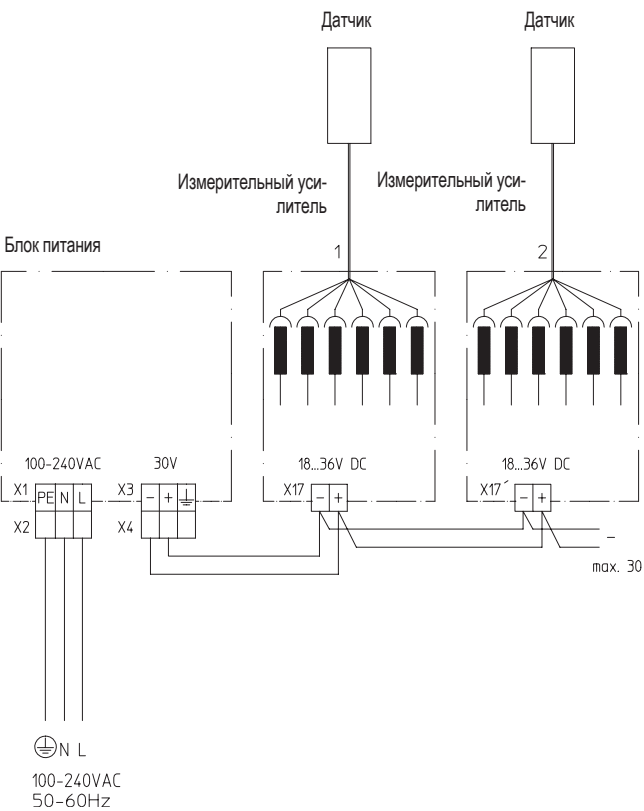 Датчик
Датчик
Измерительный уси-
литель
Измерительный уси-
литель
Блок питания
1
2
100-240VAC
30V
18...36V DC
18...36V DC
X1
PE N L
X3
- +
X17
- +
X17´
- +
X2
X4
-
max. 30
N L
100-240VAC
50-60Hz